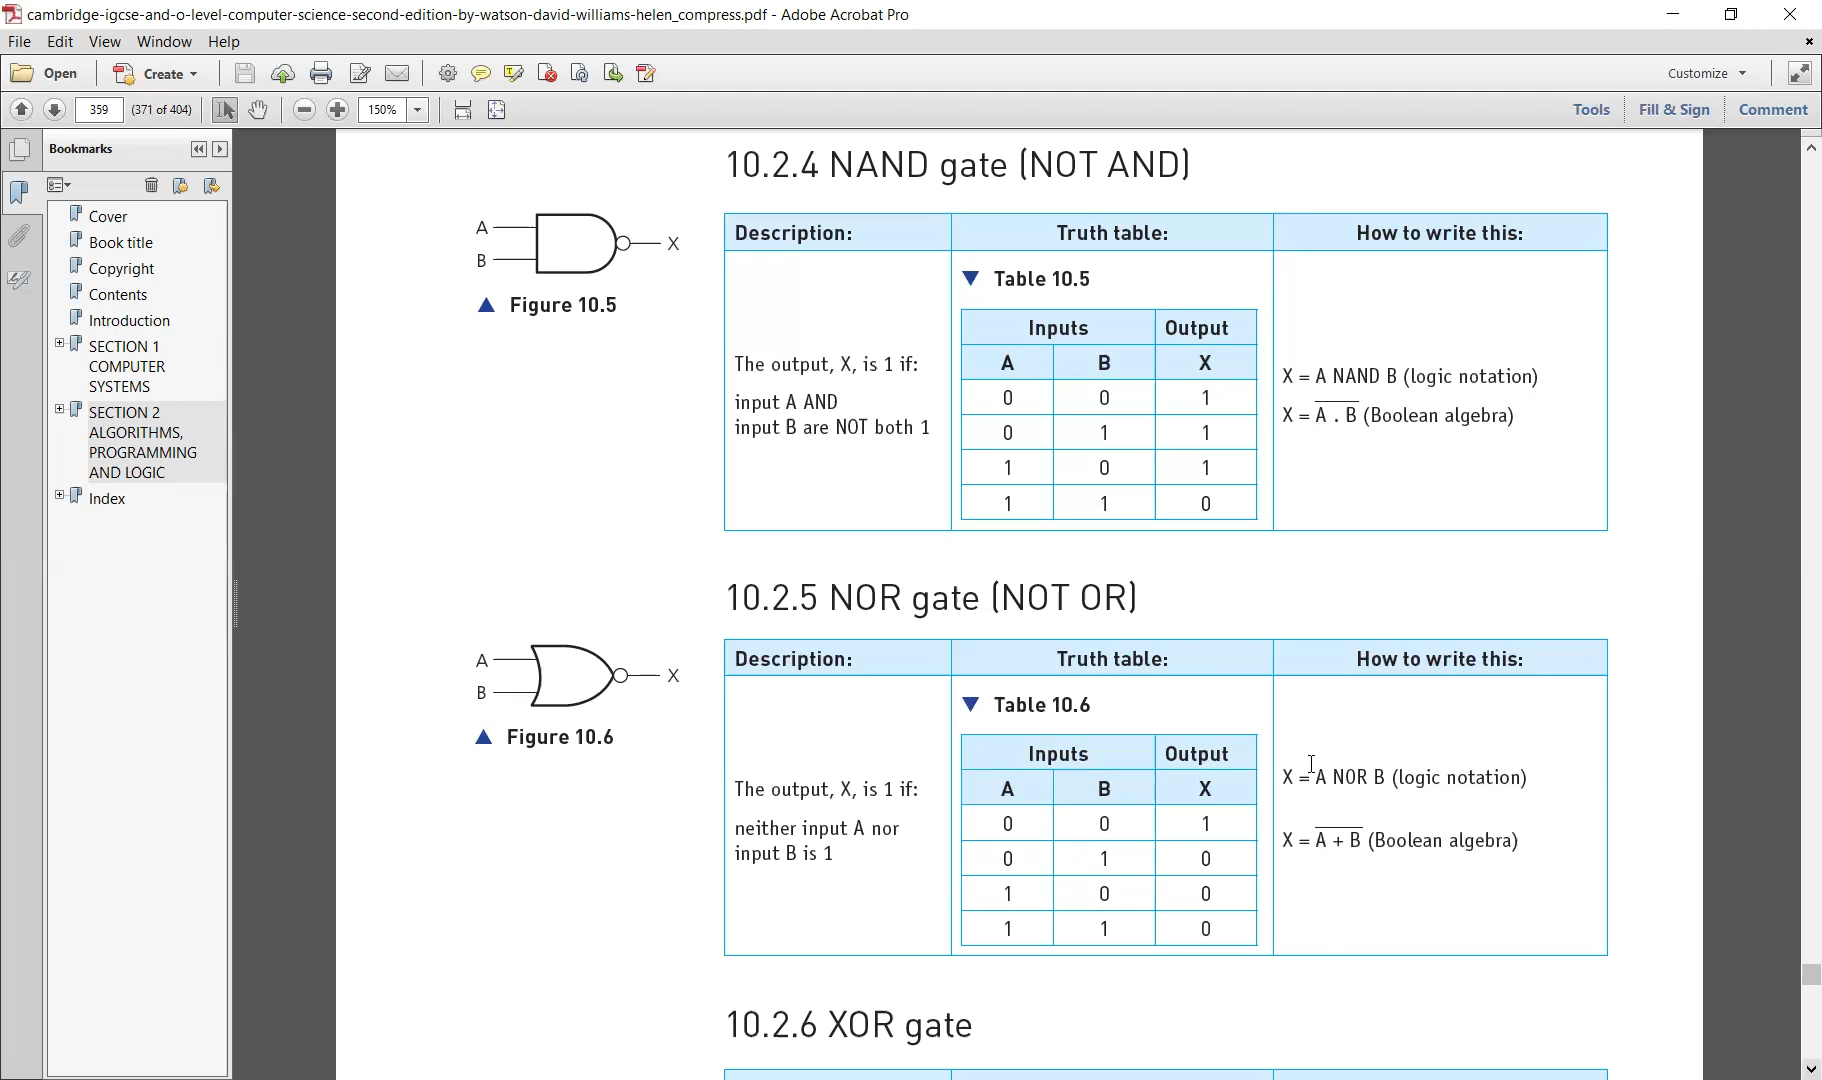 cambridge-igcse-and-o-level-computer-science-second-edition-by-watson-david-williams-helen_compress.pdf - Adobe Acrobat Pro
File Edit View Window Help
Open Create Customize
359 (371 of 404) 150% Tools Fill & Sign Comment
Bookmarks
Cover
Book title
Copyright
Contents
Introduction
SECTION 1
COMPUTER
SYSTEMS
SECTION 2
ALGORITHMS,
PROGRAMMING
AND LOGIC
Index
10.2.4 NAND gate (NOT AND)
A
B
X
▲ Figure 10.5
Description: Truth table: How to write this:
The output, X, is 1 if:
input A AND
input B are NOT both 1
▼ Table 10.5
Inputs Output
A B X
0 0 1
0 1 1
1 0 1
1 1 0
X = A NAND B (logic notation)
X = A̅ ̅.̅ ̅B̅ (Boolean algebra)
10.2.5 NOR gate (NOT OR)
A
B
X
▲ Figure 10.6
Description: Truth table: How to write this:
The output, X, is 1 if:
neither input A nor
input B is 1
▼ Table 10.6
Inputs Output
A B X
0 0 1
0 1 0
1 0 0
1 1 0
X = A NOR B (logic notation)
X = A̅ ̅+̅ ̅B̅ (Boolean algebra)
10.2.6 XOR gate